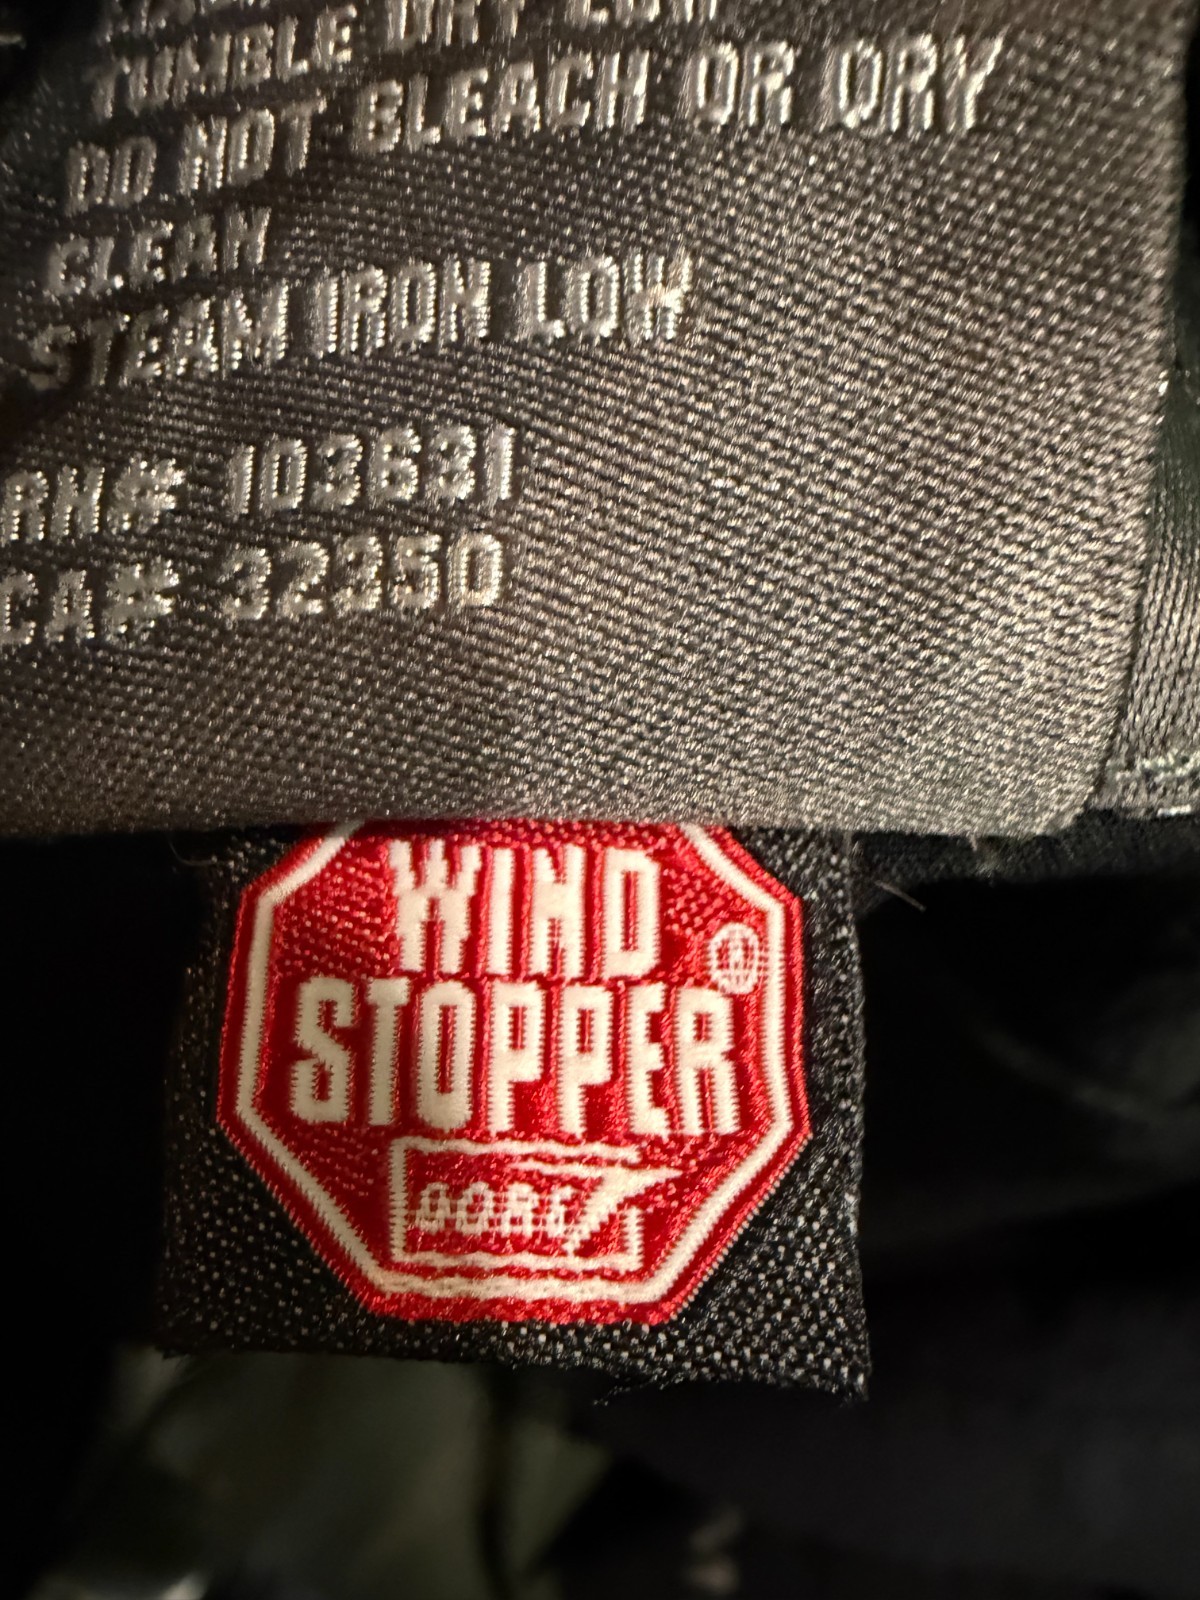 TUMBLE DRY LOW
DO NOT BLEACH OR DRY
CLEAN
STEAM IRON LOW
RN# 103631
CA# 32350
WIND
STOPPER®
GORE